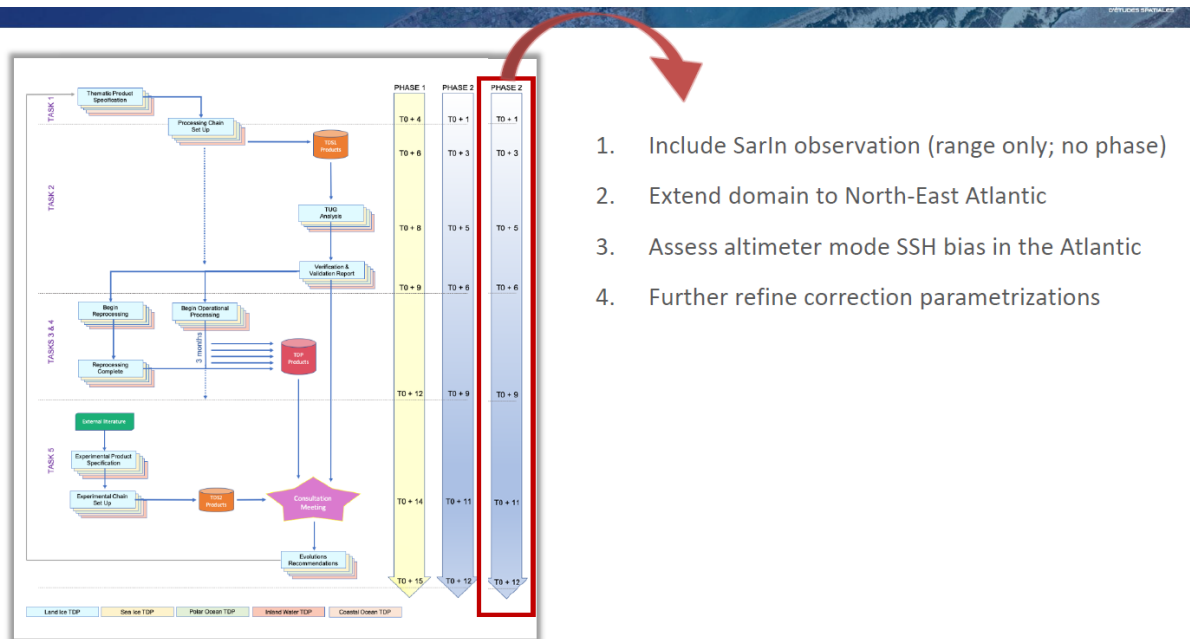 D'ÉTUDES SPATIALES
PHASE 1
PHASE 2
PHASE 2
TASK 1
Thematic Product
Specification
Processing Chain
Set Up
T0 + 4
T0 + 1
T0 + 1
TDS1
Products
T0 + 6
T0 + 3
T0 + 3
TASK 2
TUG
Analysis
T0 + 8
T0 + 5
T0 + 5
Verification &
Validation Report
T0 + 9
T0 + 6
T0 + 6
TASKS 3 & 4
Begin
Reprocessing
Begin Operational
Processing
3 months
TDP
Products
Reprocessing
Complete
T0 + 12
T0 + 9
T0 + 9
TASK 5
External literature
Experimental Product
Specification
Experimental Chain
Set Up
TDS2
Products
Consultation
Meeting
T0 + 14
T0 + 11
T0 + 11
Evolutions
Recommendations
T0 + 15
T0 + 12
T0 + 12
Land Ice TDP
Sea Ice TDP
Polar Ocean TDP
Inland Water TDP
Coastal Ocean TDP
1. Include SarIn observation (range only; no phase)
2. Extend domain to North-East Atlantic
3. Assess altimeter mode SSH bias in the Atlantic
4. Further refine correction parametrizations